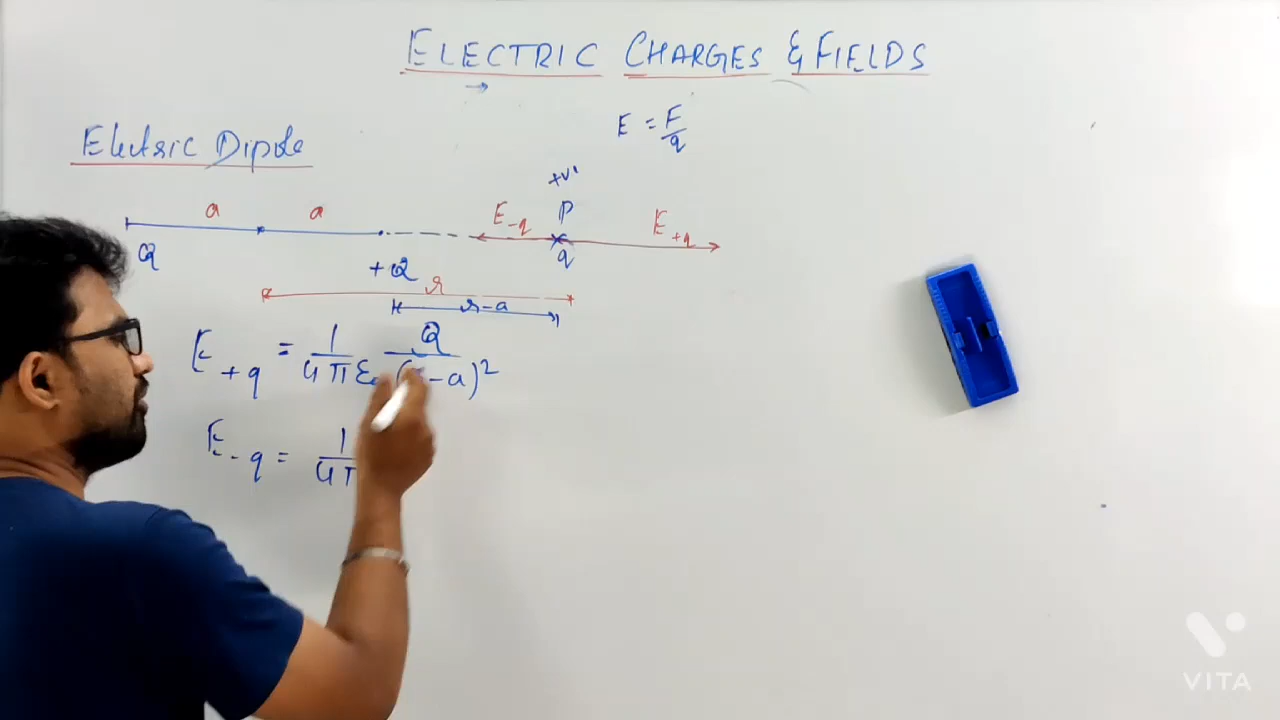 ELECTRIC CHARGES & FIELDS
E = F/q
Electric Dipole
+ve
a a E-q P E+q
Q +Q q
r
r-a
E+q = 1/4πε Q/(r-a)²
E-q = 1/4π
VITA